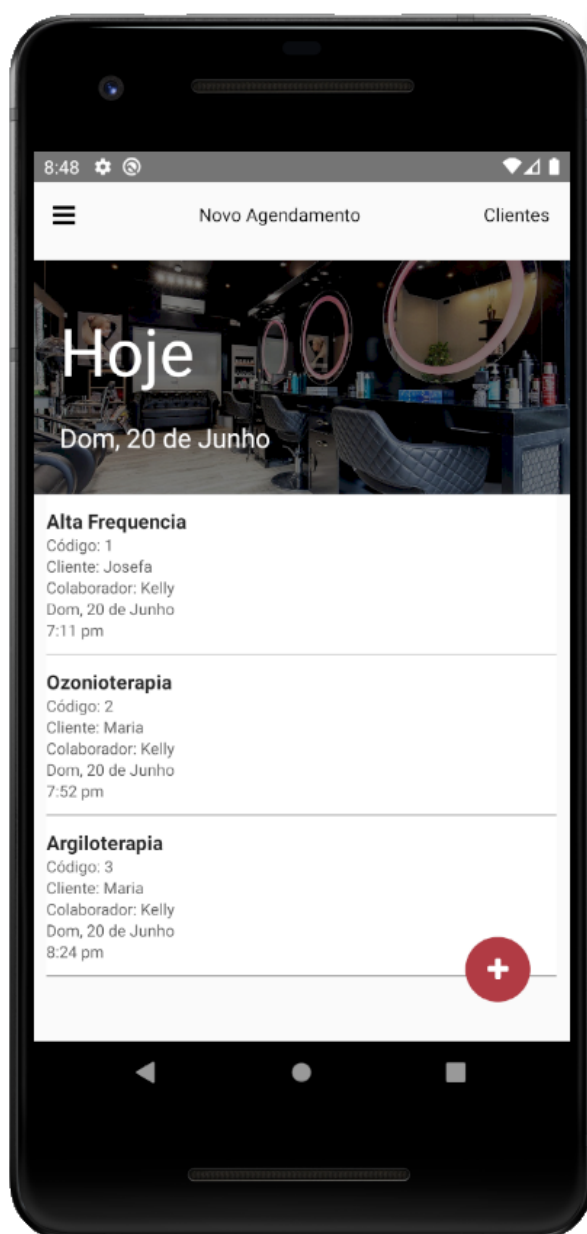 8:48
Novo Agendamento Clientes
Hoje
Dom, 20 de Junho
Alta Frequencia
Código: 1
Cliente: Josefa
Colaborador: Kelly
Dom, 20 de Junho
7:11 pm
Ozonioterapia
Código: 2
Cliente: Maria
Colaborador: Kelly
Dom, 20 de Junho
7:52 pm
Argiloterapia
Código: 3
Cliente: Maria
Colaborador: Kelly
Dom, 20 de Junho
8:24 pm